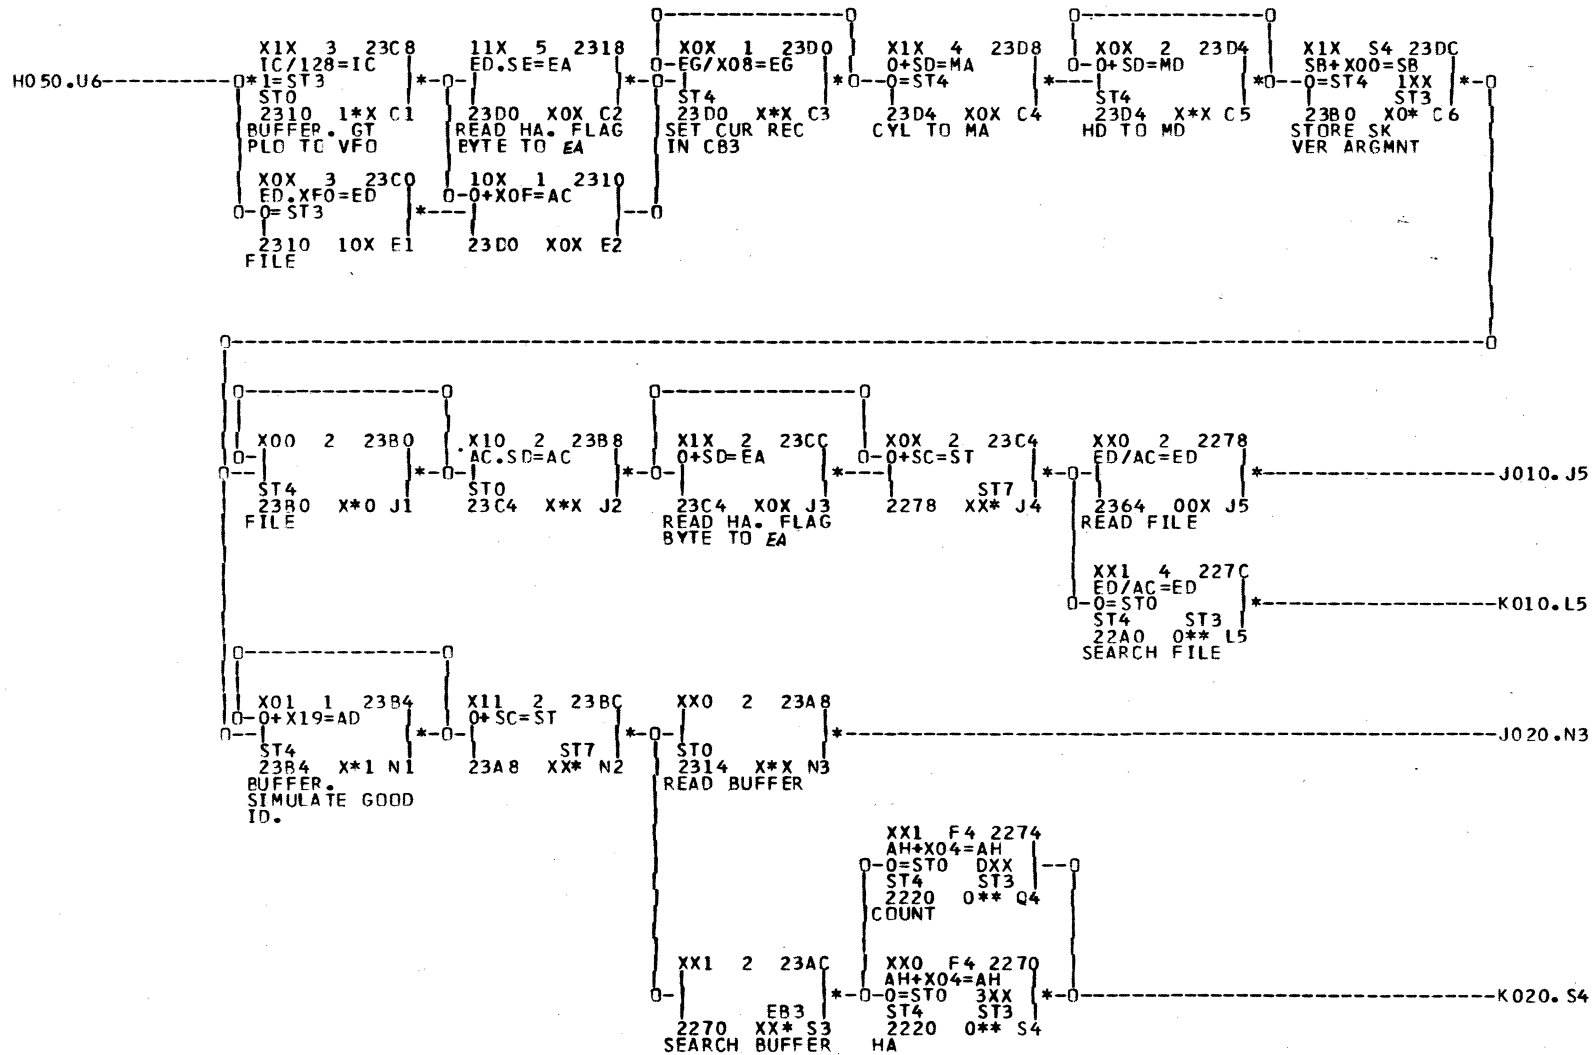 X1X 3 23C8
IC/128=IC
H050.U6 *1=ST3 *
ST0
2310 1*X C1
BUFFER. GT
PLO TO VFO
11X 5 2318
ED.SE=EA *
23D0 X0X C2
READ HA. FLAG
BYTE TO EA
X0X 1 23D0
0-EG/X08=EG *
ST4
23D0 X*X C3
SET CUR REC
IN CB3
X1X 4 23D8
0+SD=MA
0=ST4 *
23D4 X0X C4
CYL TO MA
X0X 2 23D4
0+SD=MD *
ST4
23D4 X*X C5
HD TO MD
X1X S4 23DC
SB+X00=SB
0=ST4 1XX *
ST3
23B0 X0* C6
STORE SK
VER ARGMNT
X0X 3 23C0
ED.XF0=ED
0=ST3 *
2310 10X E1
FILE
10X 1 2310
0+X0F=AC
23D0 X0X E2
X00 2 23B0
*
ST4
23B0 X*0 J1
FILE
X10 2 23B8
AC.SD=AC *
ST0
23C4 X*X J2
X1X 2 23CC
0+SD=EA *
23C4 X0X J3
READ HA. FLAG
BYTE TO EA
X0X 2 23C4
0+SC=ST *
ST7
2278 XX* J4
XX0 2 2278
ED/AC=ED * J010.J5
2364 00X J5
READ FILE
XX1 4 227C
ED/AC=ED
0=ST0 * K010.L5
ST4 ST3
22A0 0** L5
SEARCH FILE
X01 1 23B4
0+X19=AD *
ST4
23B4 X*1 N1
BUFFER.
SIMULATE GOOD
ID.
X11 2 23BC
0+SC=ST *
ST7
23A8 XX* N2
XX0 2 23A8
* J020.N3
ST0
2314 X*X N3
READ BUFFER
XX1 F4 2274
AH+X04=AH
0=ST0 DXX
ST4 ST3
2220 0** Q4
COUNT
XX1 2 23AC
*
EB3
2270 XX* S3
SEARCH BUFFER
XX0 F4 2270
AH+X04=AH
0=ST0 3XX * K020.S4
ST4 ST3
2220 0** S4
HA